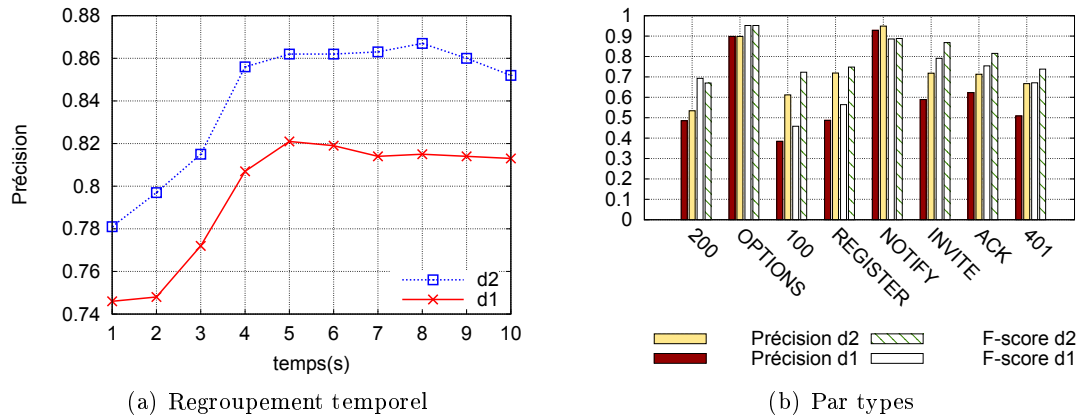 0.88
0.86
0.84
0.82
0.8
0.78
0.76
0.74
Précision
1 2 3 4 5 6 7 8 9 10
temps(s)
d2
d1
(a) Regroupement temporel
1
0.9
0.8
0.7
0.6
0.5
0.4
0.3
0.2
0.1
0
200
OPTIONS
100
REGISTER
NOTIFY
INVITE
ACK
401
Précision d2 F-score d2
Précision d1 F-score d1
(b) Par types